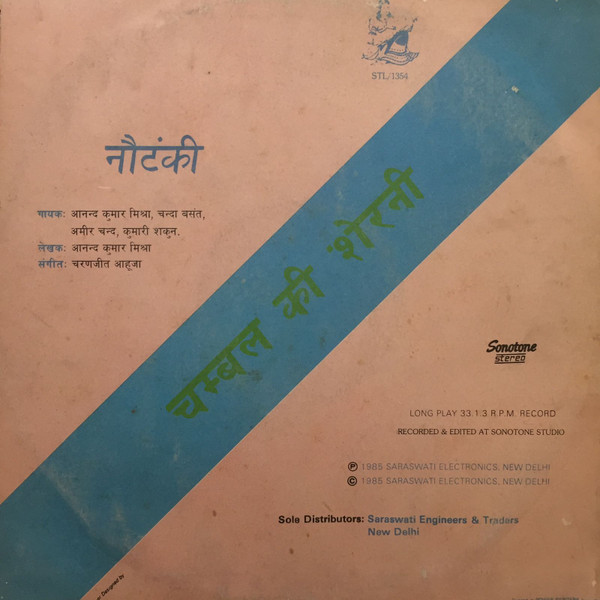 STL/1354
नौटंकी
गायक: आनन्द कुमार मिश्रा, चन्दा बसंत,
अमीर चन्द, कुमारी शकुन.
लेखक: आनन्द कुमार मिश्रा
संगीत: चरणजीत आहूजा
चम्बल की शेरनी
Sonotone
stereo
LONG PLAY 33 1:3 R.P.M. RECORD
RECORDED & EDITED AT SONOTONE STUDIO
Ⓟ 1985 SARASWATI ELECTRONICS, NEW DELHI
© 1985 SARASWATI ELECTRONICS, NEW DELHI
Sole Distributors: Saraswati Engineers & Traders
New Delhi
Designed by